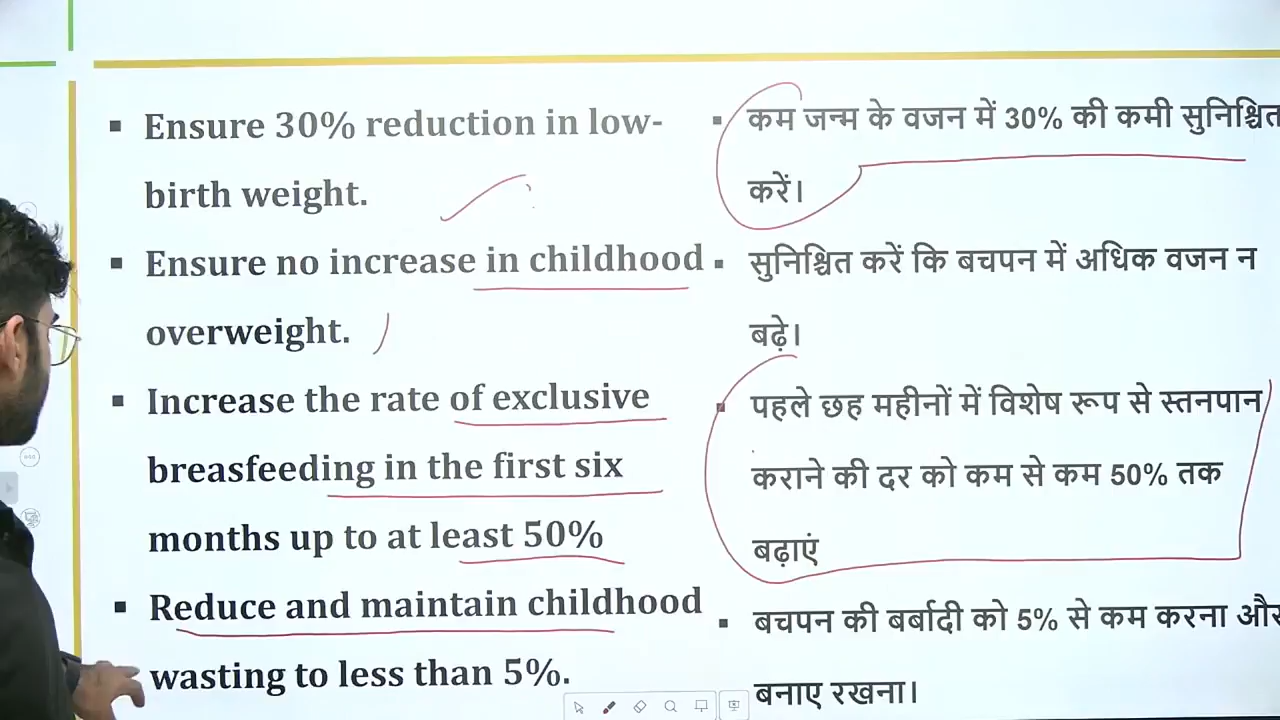 ▪ Ensure 30% reduction in low-
birth weight.
▪ Ensure no increase in childhood
overweight.
▪ Increase the rate of exclusive
breasfeeding in the first six
months up to at least 50%
▪ Reduce and maintain childhood
wasting to less than 5%.
▪ कम जन्म के वजन में 30% की कमी सुनिश्चित
करें।
▪ सुनिश्चित करें कि बचपन में अधिक वजन न
बढ़े।
▪ पहले छह महीनों में विशेष रूप से स्तनपान
कराने की दर को कम से कम 50% तक
बढ़ाएं
▪ बचपन की बर्बादी को 5% से कम करना और
बनाए रखना।